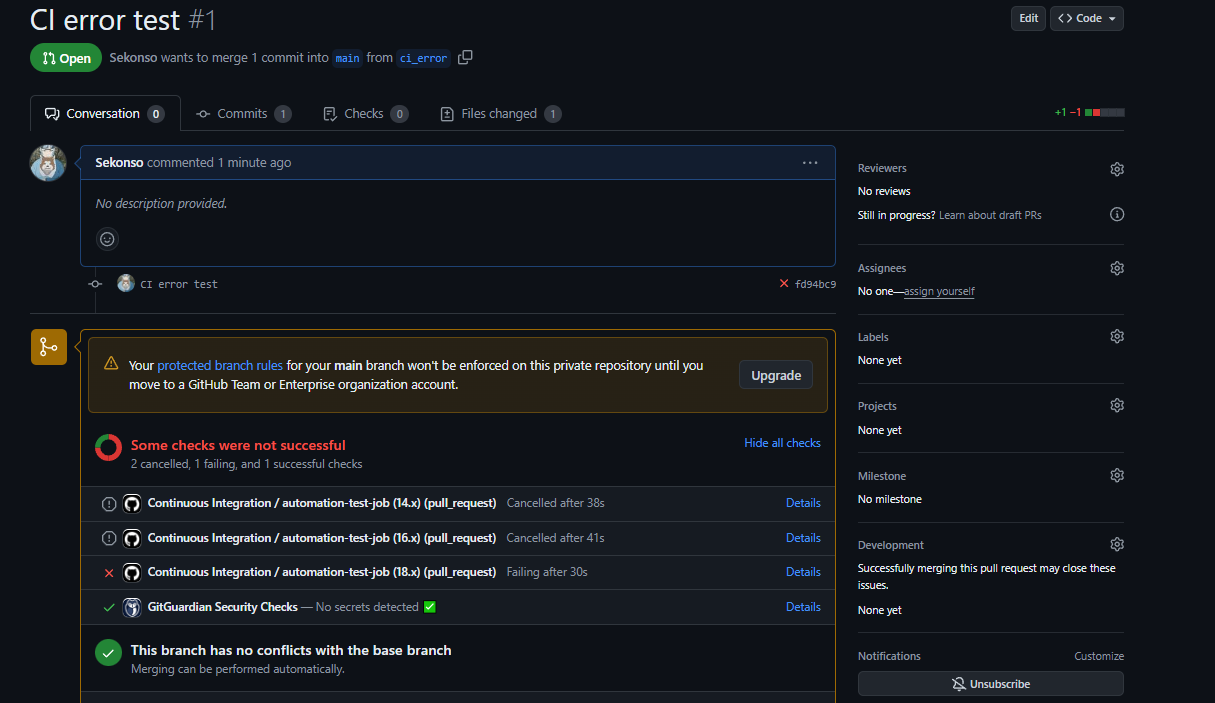 CI error test #1
Edit
<> Code
Open
Sekonso wants to merge 1 commit into main from ci_error
Conversation 0
Commits 1
Checks 0
Files changed 1
+1 −1
Sekonso commented 1 minute ago
No description provided.
CI error test
fd94bc9
Your protected branch rules for your main branch won't be enforced on this private repository until you
move to a GitHub Team or Enterprise organization account.
Upgrade
Some checks were not successful
2 cancelled, 1 failing, and 1 successful checks
Hide all checks
Continuous Integration / automation-test-job (14.x) (pull_request) Cancelled after 38s
Details
Continuous Integration / automation-test-job (16.x) (pull_request) Cancelled after 41s
Details
Continuous Integration / automation-test-job (18.x) (pull_request) Failing after 30s
Details
GitGuardian Security Checks — No secrets detected ✅
Details
This branch has no conflicts with the base branch
Merging can be performed automatically.
Reviewers
No reviews
Still in progress? Learn about draft PRs
Assignees
No one—assign yourself
Labels
None yet
Projects
None yet
Milestone
No milestone
Development
Successfully merging this pull request may close these
issues.
None yet
Notifications
Customize
Unsubscribe